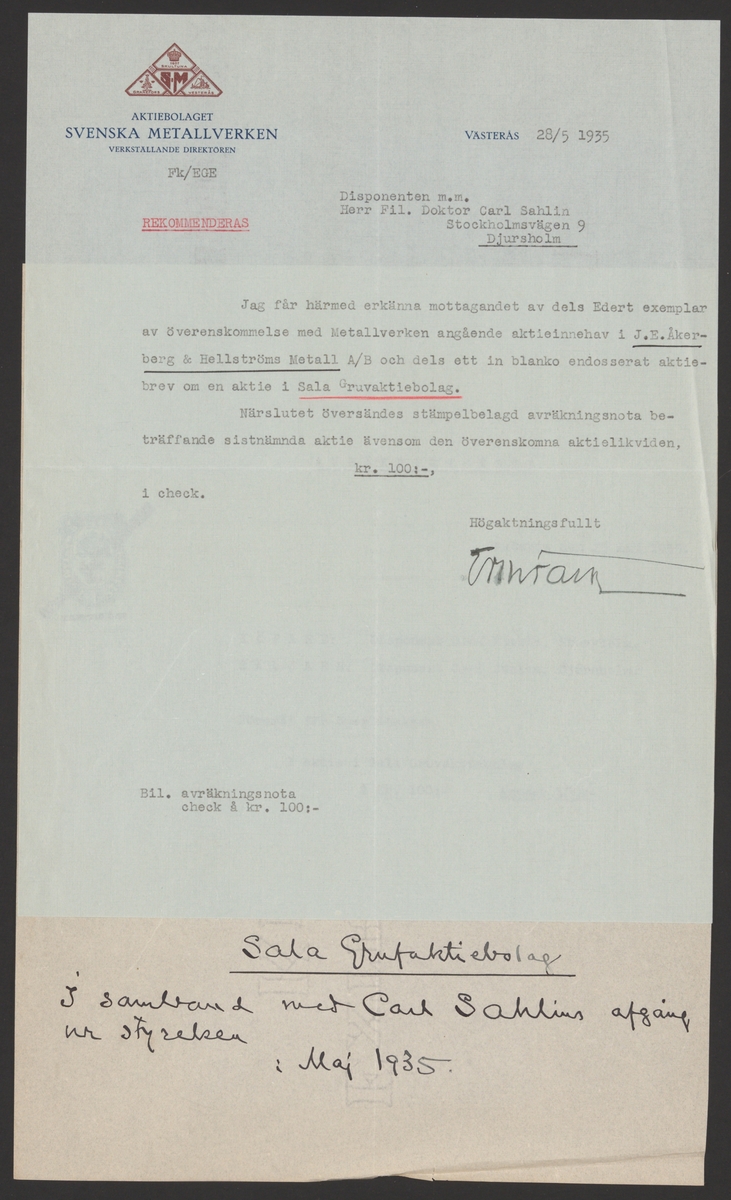 S.M
AKTIEBOLAGET
SVENSKA METALLVERKEN
VERKSTÄLLANDE DIREKTÖREN
Fk/EGE
VÄSTERÅS 28/5 1935
REKOMMENDERAS
Disponenten m.m.
Herr Fil. Doktor Carl Sahlin
Stockholmsvägen 9
Djursholm
Jag får härmed erkänna mottagandet av dels Edert exemplar
av överenskommelse med Metallverken angående aktieinnehav i J.E.Åker-
berg & Hellströms Metall A/B och dels ett in blanko endosserat aktie-
brev om en aktie i Sala Gruvaktiebolag.
Närslutet översändes stämpelbelagd avräkningsnota be-
träffande sistnämnda aktie ävensom den överenskomna aktielikviden,
kr. 100:-,
i check.
Högaktningsfullt
Bil. avräkningsnota
check å kr. 100:-
Sala Grufaktiebolag
I samband med Carl Sahlins afgång
ur styrelsen
i Maj 1935.